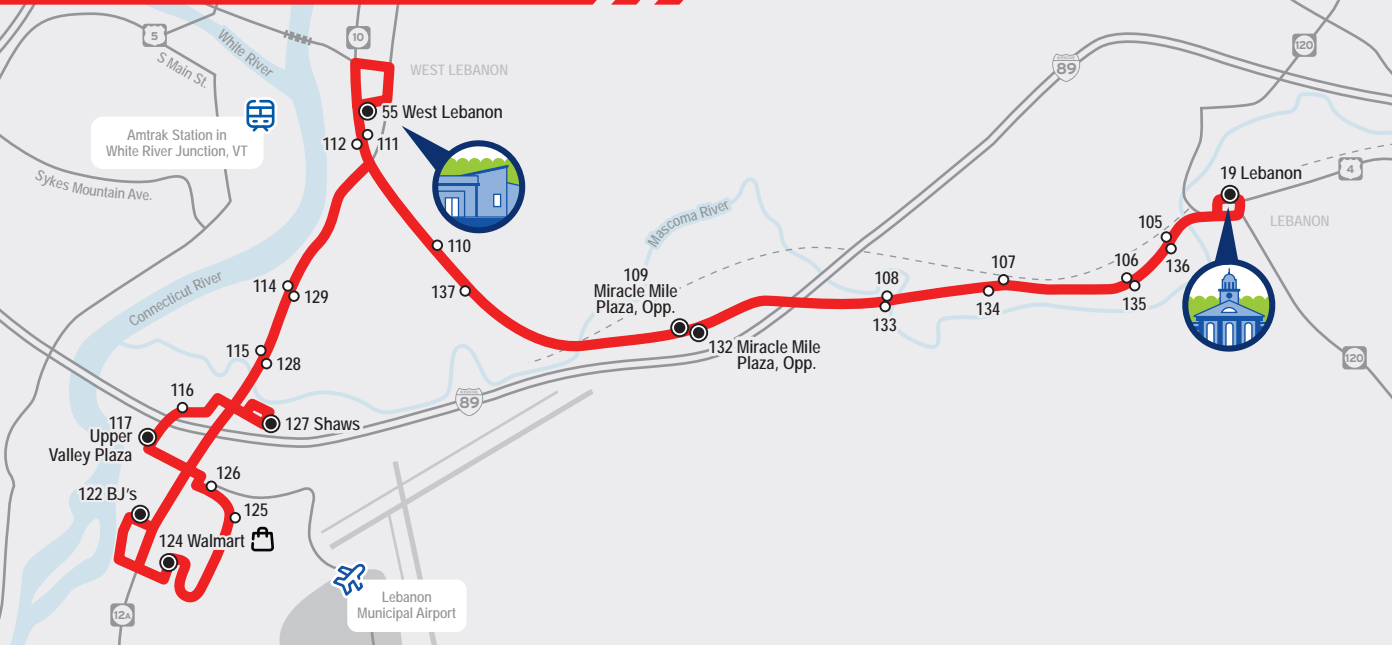 5
S Main St.
White River
10
WEST LEBANON
120
INTERSTATE
89
55 West Lebanon
Amtrak Station in
White River Junction, VT
112
111
Sykes Mountain Ave.
4
19 Lebanon
LEBANON
Mascoma River
105
136
110
137
109
Miracle Mile
Plaza, Opp.
108
133
107
134
106
135
Connecticut River
114
129
132 Miracle Mile
Plaza, Opp.
115
128
120
116
INTERSTATE
89
117
Upper
Valley Plaza
127 Shaws
126
122 BJ's
125
124 Walmart
12A
Lebanon
Municipal Airport